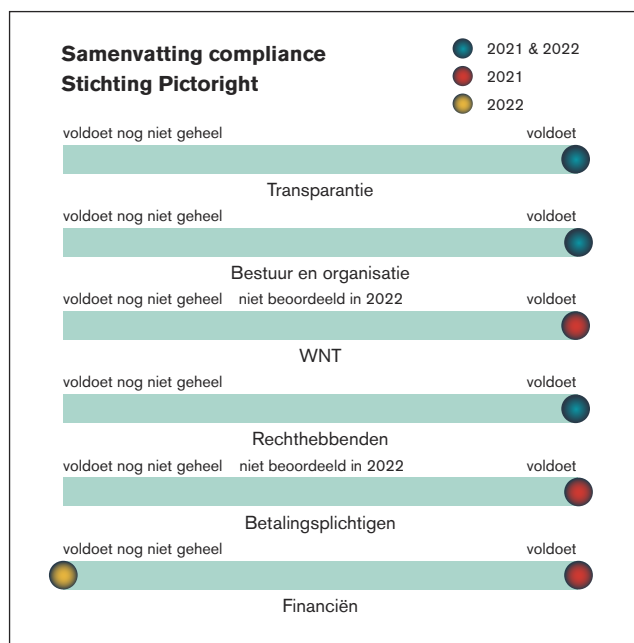 Samenvatting compliance
Stichting Pictoright
2021 & 2022
2021
2022
voldoet nog niet geheel voldoet
Transparantie
voldoet nog niet geheel voldoet
Bestuur en organisatie
voldoet nog niet geheel niet beoordeeld in 2022 voldoet
WNT
voldoet nog niet geheel voldoet
Rechthebbenden
voldoet nog niet geheel niet beoordeeld in 2022 voldoet
Betalingsplichtigen
voldoet nog niet geheel voldoet
Financiën